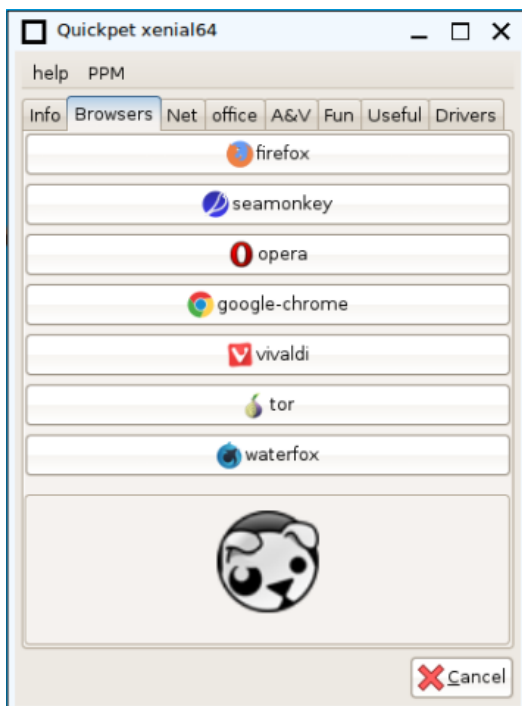 Quickpet xenial64
help PPM
Info Browsers Net office A&V Fun Useful Drivers
firefox
seamonkey
opera
google-chrome
vivaldi
tor
waterfox
Cancel